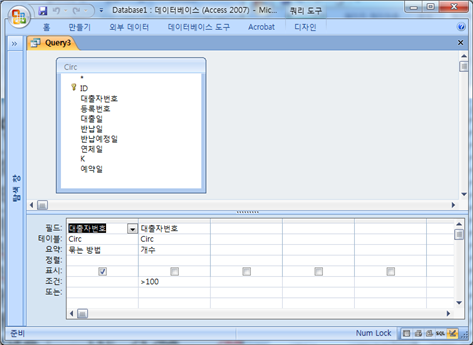 Database1 : 데이터베이스 (Access 2007) - Mic... 쿼리 도구
홈 만들기 외부 데이터 데이터베이스 도구 Acrobat 디자인
Query3
탐색 창
Circ
*
ID
대출자번호
등록번호
대출일
반납일
반납예정일
연체일
K
예약일
필드: 대출자번호 대출자번호
테이블: Circ Circ
요약: 묶는 방법 개수
정렬:
표시:
조건: >100
또는:
준비 Num Lock SQL